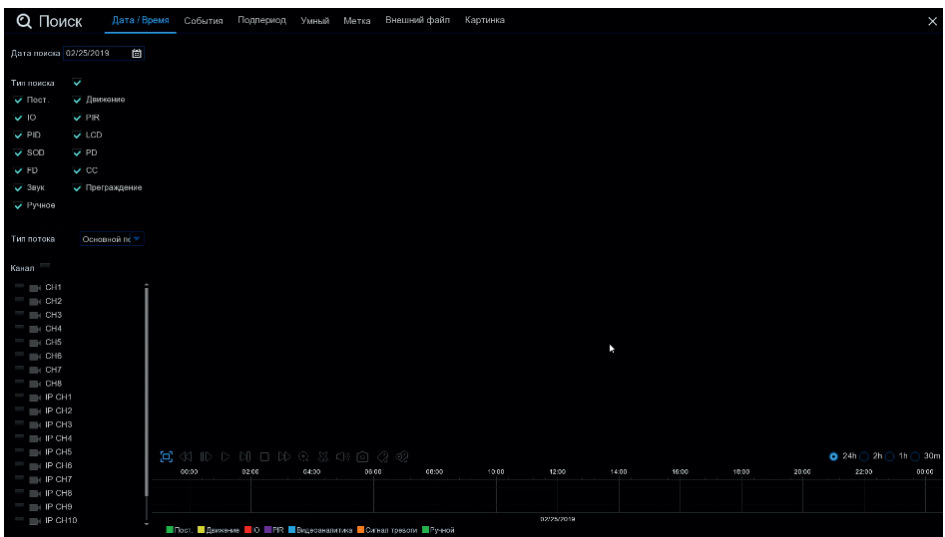 Поиск Дата / Время События Подпериод Умный Метка Внешний файл Картинка
Дата поиска 02/25/2019
Тип поиска
Пост. Движение
IO PIR
PID LCD
SOD PD
FD CC
Звук Преграждение
Ручное
Тип потока Основной по
Канал
CH1
CH2
CH3
CH4
CH5
CH6
CH7
CH8
IP CH1
IP CH2
IP CH3
IP CH4
IP CH5
IP CH6
IP CH7
IP CH8
IP CH9
IP CH10
24h 2h 1h 30m
00:00 02:00 04:00 06:00 08:00 10:00 12:00 14:00 16:00 18:00 20:00 22:00 00:00
02/25/2019
Пост. Движение IO PIR Видеоаналитика Сигнал тревоги Ручной